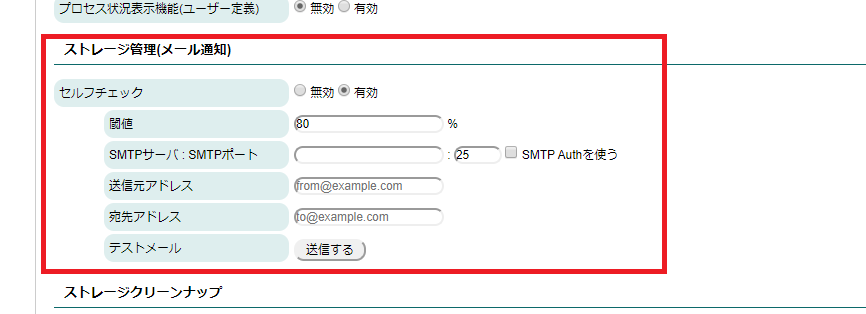 プロセス状況表示機能(ユーザー定義) 無効 有効
ストレージ管理(メール通知)
セルフチェック 無効 有効
閾値 80 %
SMTPサーバ : SMTPポート : 25 SMTP Authを使う
送信元アドレス from@example.com
宛先アドレス to@example.com
テストメール 送信する
ストレージクリーンナップ